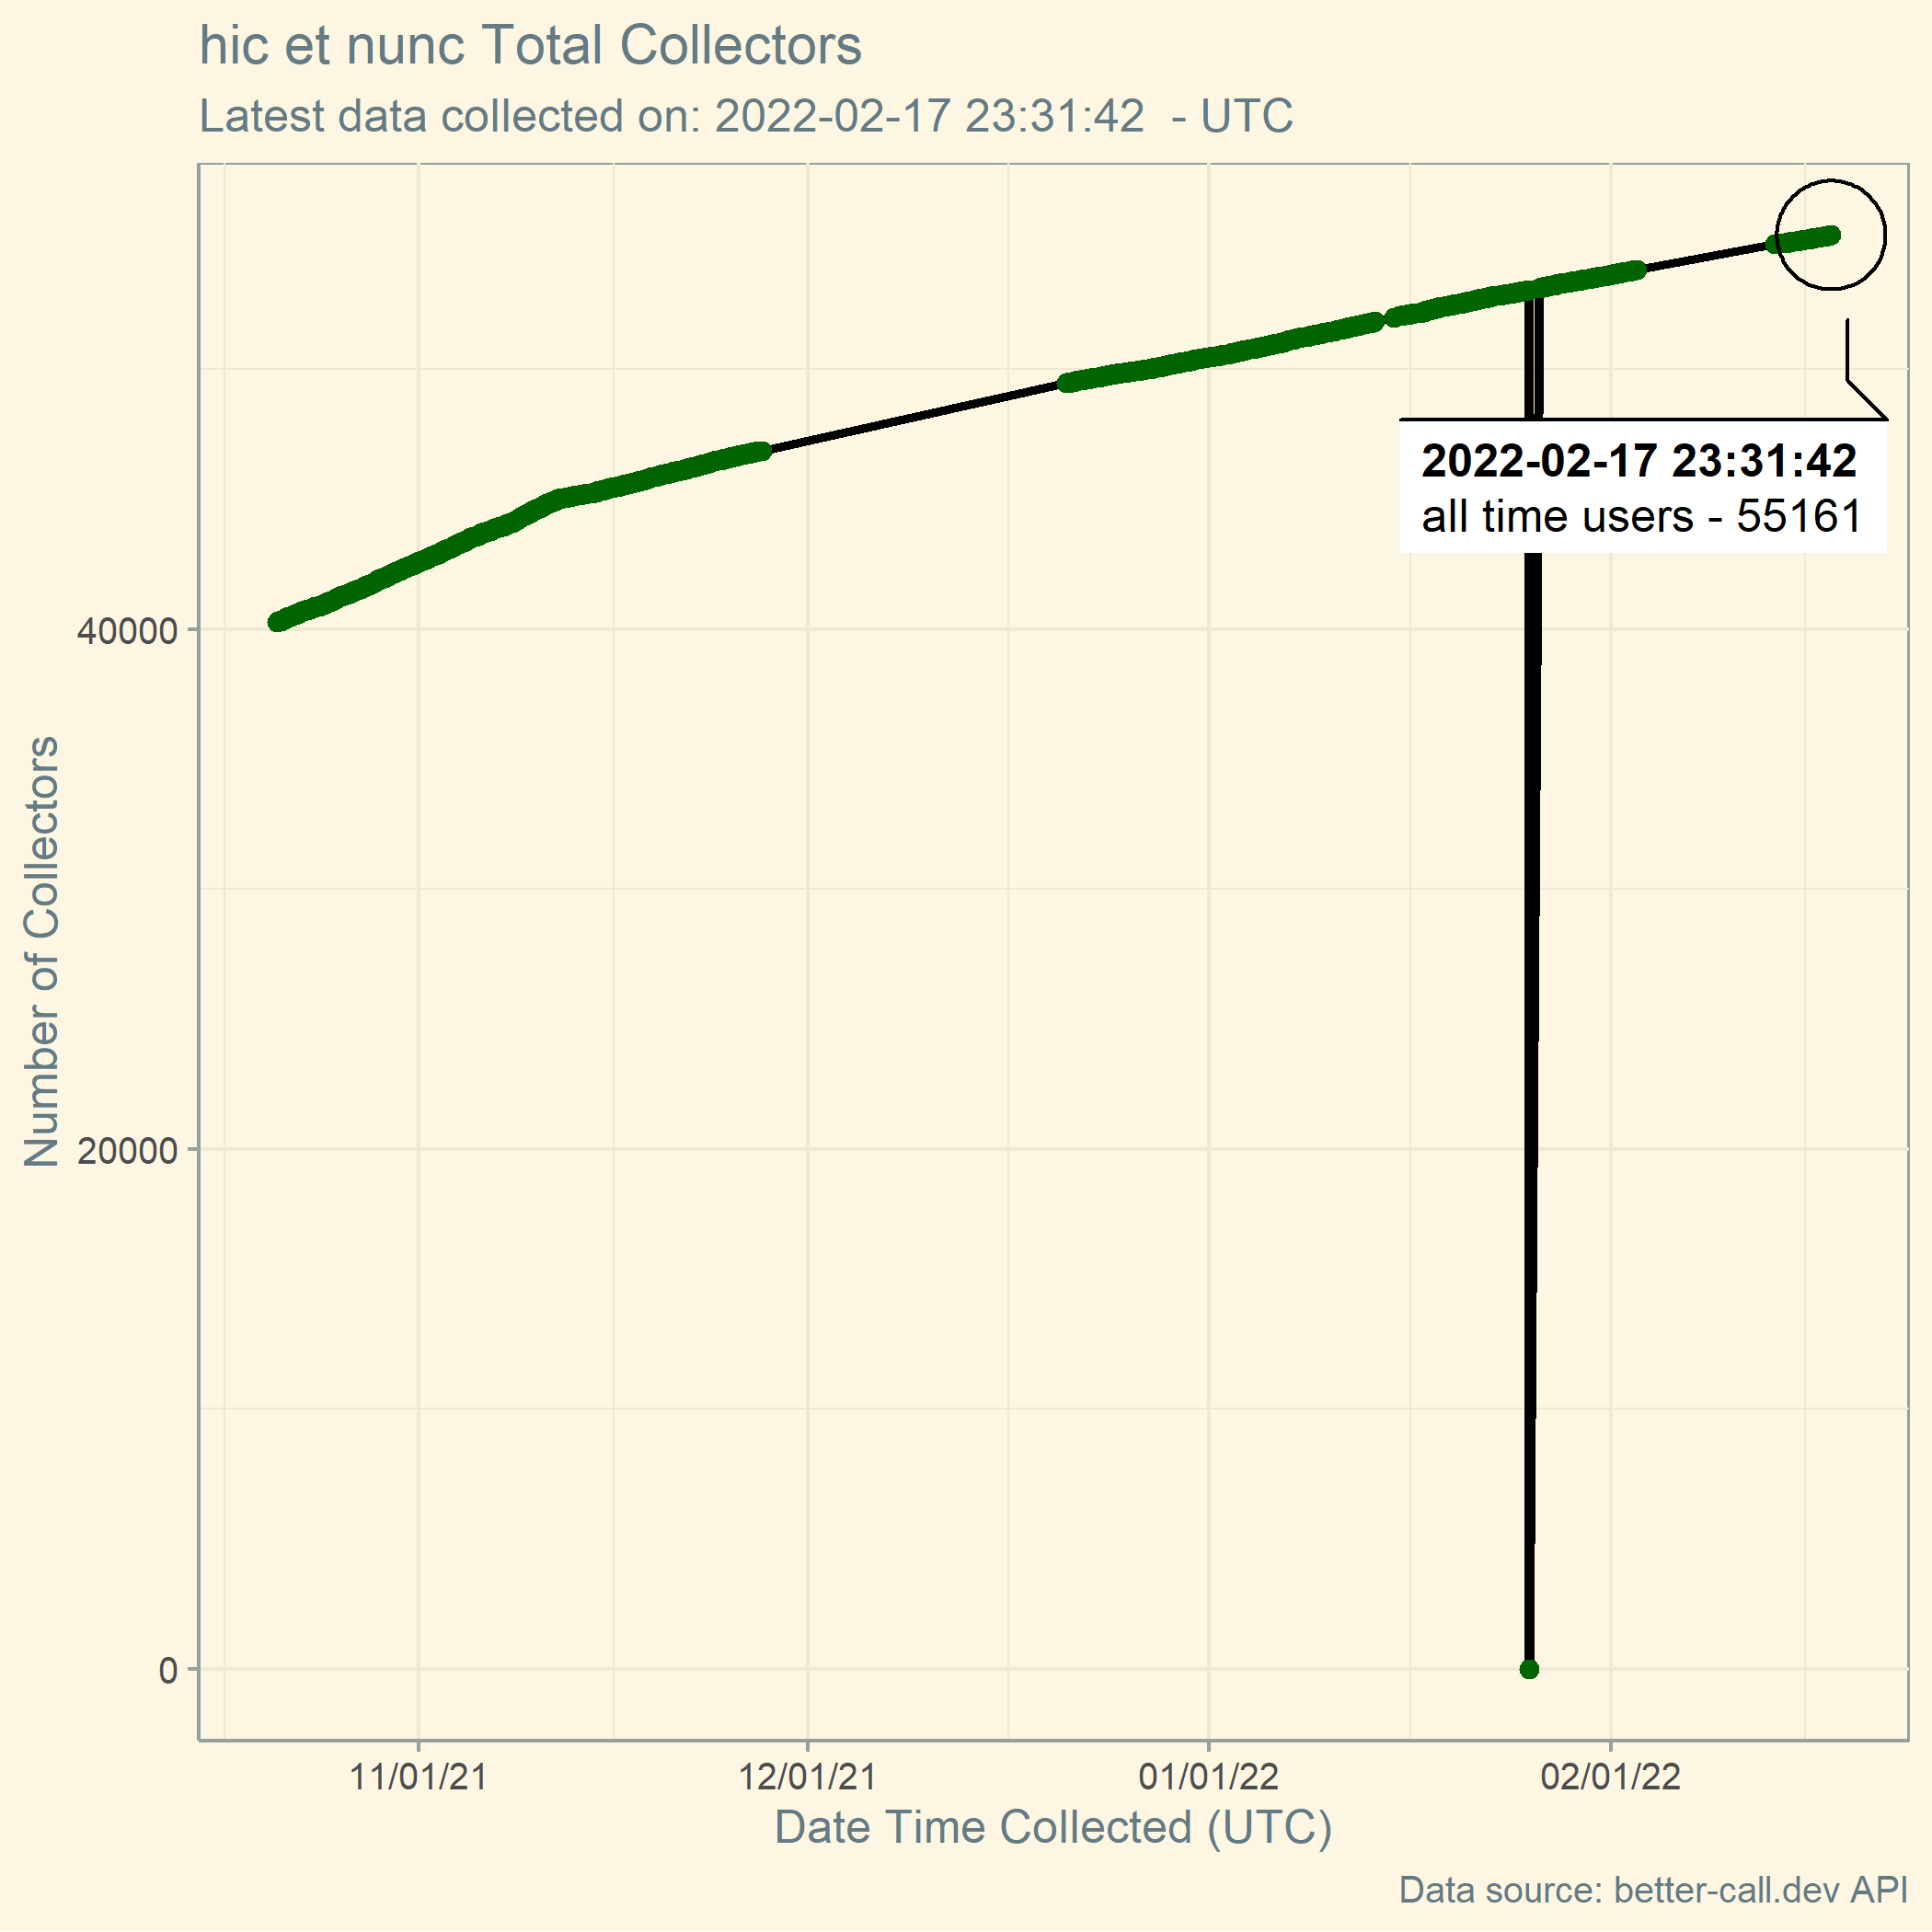 hic et nunc Total Collectors
Latest data collected on: 2022-02-17 23:31:42  - UTC
2022-02-17 23:31:42
all time users - 55161
Number of Collectors
40000
20000
0
11/01/21
12/01/21
01/01/22
02/01/22
Date Time Collected (UTC)
Data source: better-call.dev API